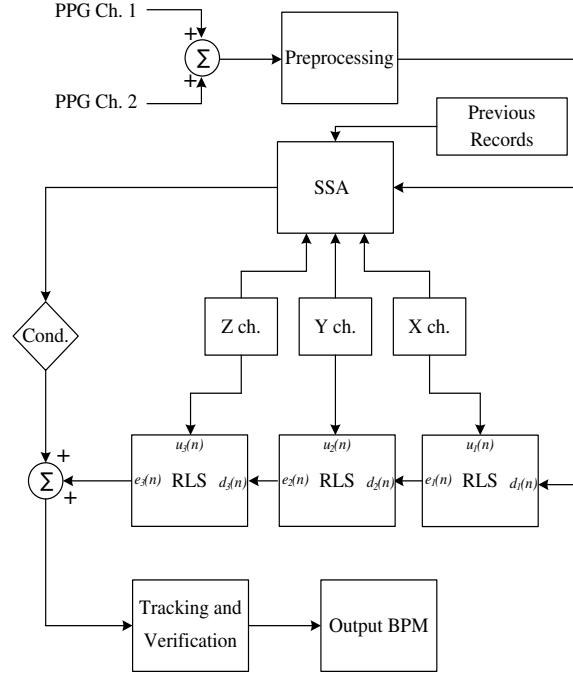 PPG Ch. 1
+
Σ
Preprocessing
+
PPG Ch. 2
Previous
Records
SSA
Z ch.
Y ch.
X ch.
Cond.
+
Σ
+
u₃(n)
e₃(n)
RLS
d₃(n)
u₂(n)
e₂(n)
RLS
d₂(n)
u₁(n)
e₁(n)
RLS
d₁(n)
Tracking and
Verification
Output BPM